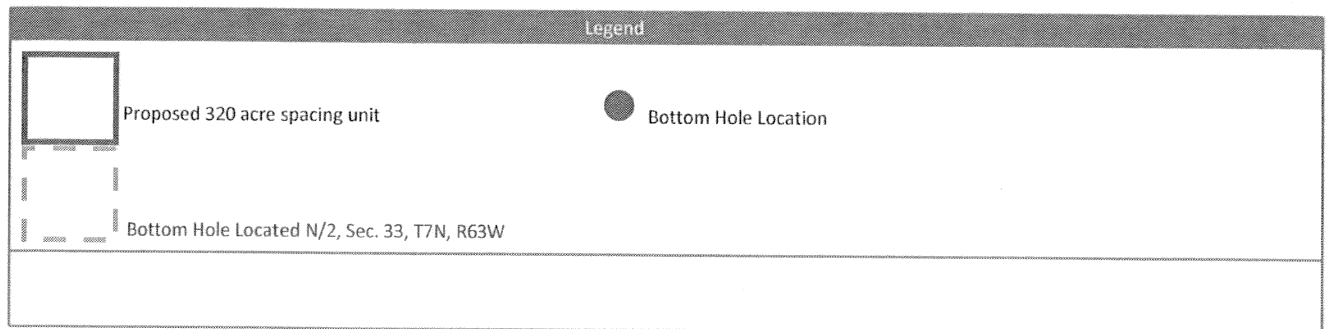 Legend
Proposed 320 acre spacing unit
Bottom Hole Location
Bottom Hole Located N/2, Sec. 33, T7N, R63W